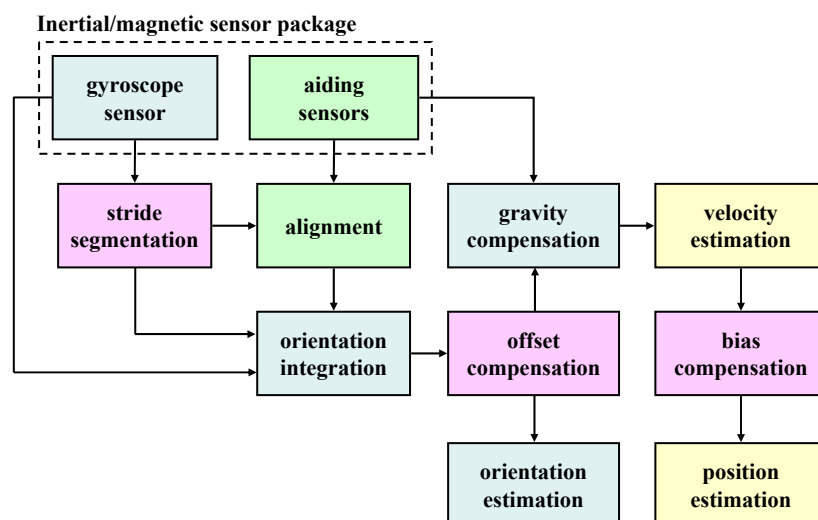 Inertial/magnetic sensor package
gyroscope
sensor
aiding
sensors
stride
segmentation
alignment
gravity
compensation
velocity
estimation
orientation
integration
offset
compensation
bias
compensation
orientation
estimation
position
estimation